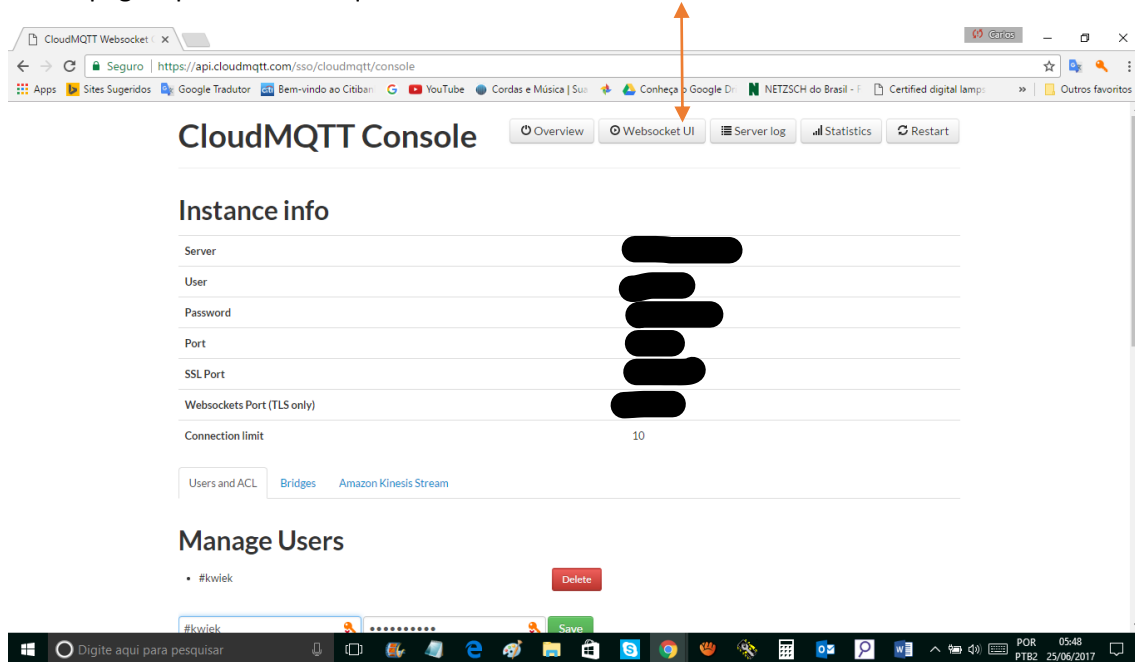 CloudMQTT Websocket C
Carlos
Seguro | https://api.cloudmqtt.com/sso/cloudmqtt/console
Apps Sites Sugeridos Google Tradutor Bem-vindo ao Citiban YouTube Cordas e Música | Sua Conheça o Google Dr NETZSCH do Brasil - F Certified digital lamps » Outros favoritos
CloudMQTT Console
Overview Websocket UI Server log Statistics Restart
Instance info
Server
User
Password
Port
SSL Port
Websockets Port (TLS only)
Connection limit 10
Users and ACL Bridges Amazon Kinesis Stream
Manage Users
#kwiek Delete
#kwiek •••••••••• Save
Digite aqui para pesquisar
POR 05:48
PTB2 25/06/2017